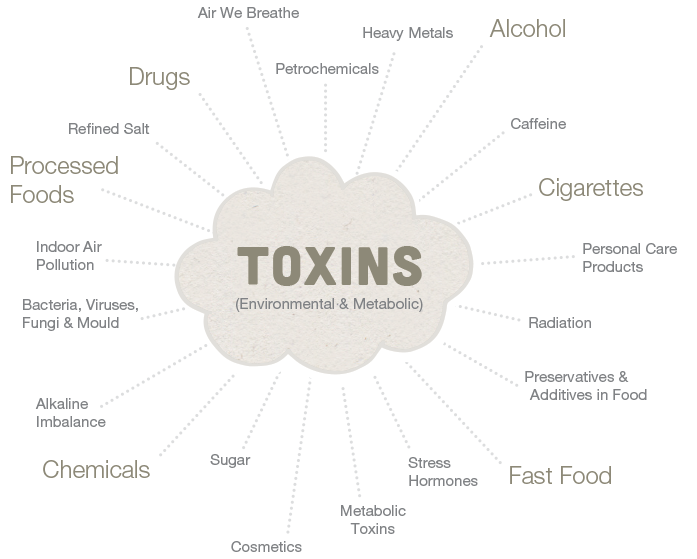 Air We Breathe
Heavy Metals
Alcohol
Petrochemicals
Drugs
Refined Salt
Caffeine
Processed
Foods
Cigarettes
Indoor Air
Pollution
TOXINS
(Environmental & Metabolic)
Personal Care
Products
Bacteria, Viruses,
Fungi & Mould
Radiation
Preservatives &
Additives in Food
Alkaline
Imbalance
Chemicals
Sugar
Stress
Hormones
Fast Food
Metabolic
Toxins
Cosmetics